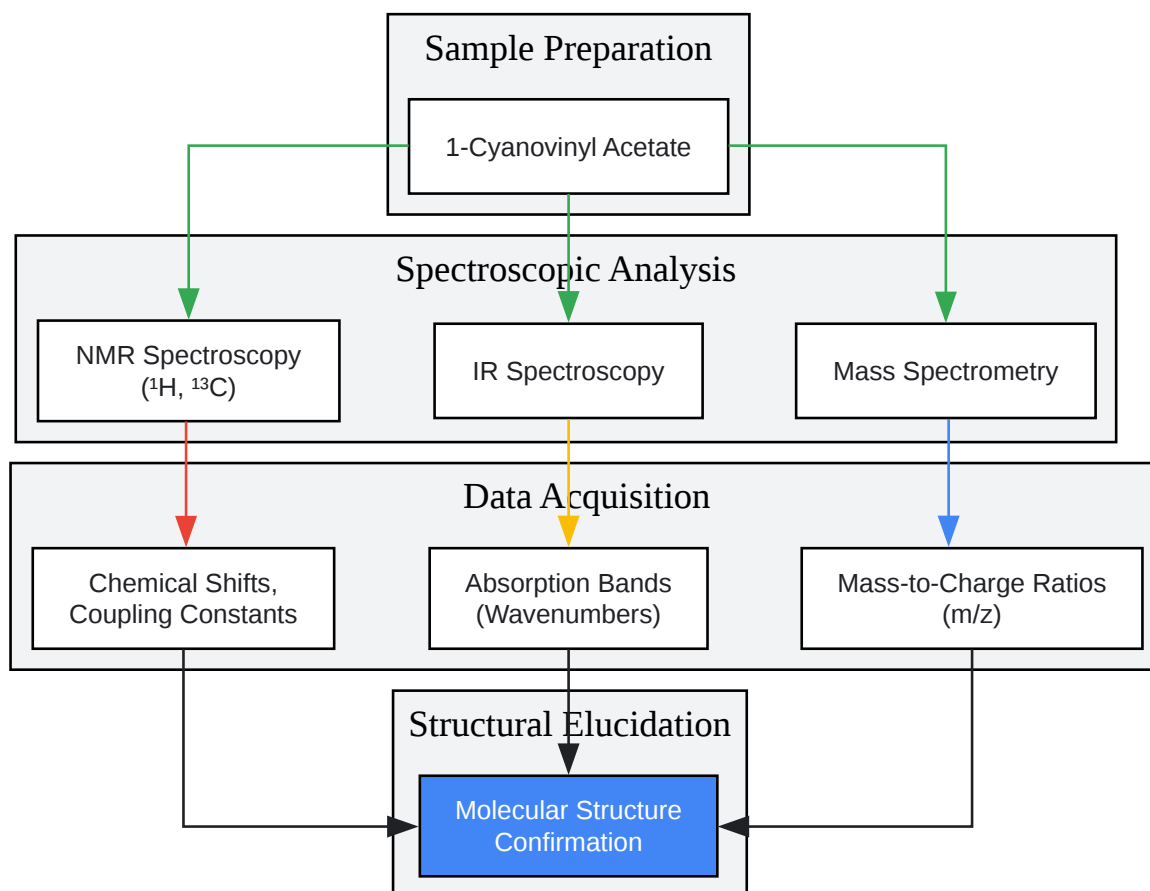 Sample Preparation
1-Cyanovinyl Acetate
Spectroscopic Analysis
NMR Spectroscopy
(¹H, ¹³C)
IR Spectroscopy
Mass Spectrometry
Data Acquisition
Chemical Shifts,
Coupling Constants
Absorption Bands
(Wavenumbers)
Mass-to-Charge Ratios
(m/z)
Structural Elucidation
Molecular Structure
Confirmation